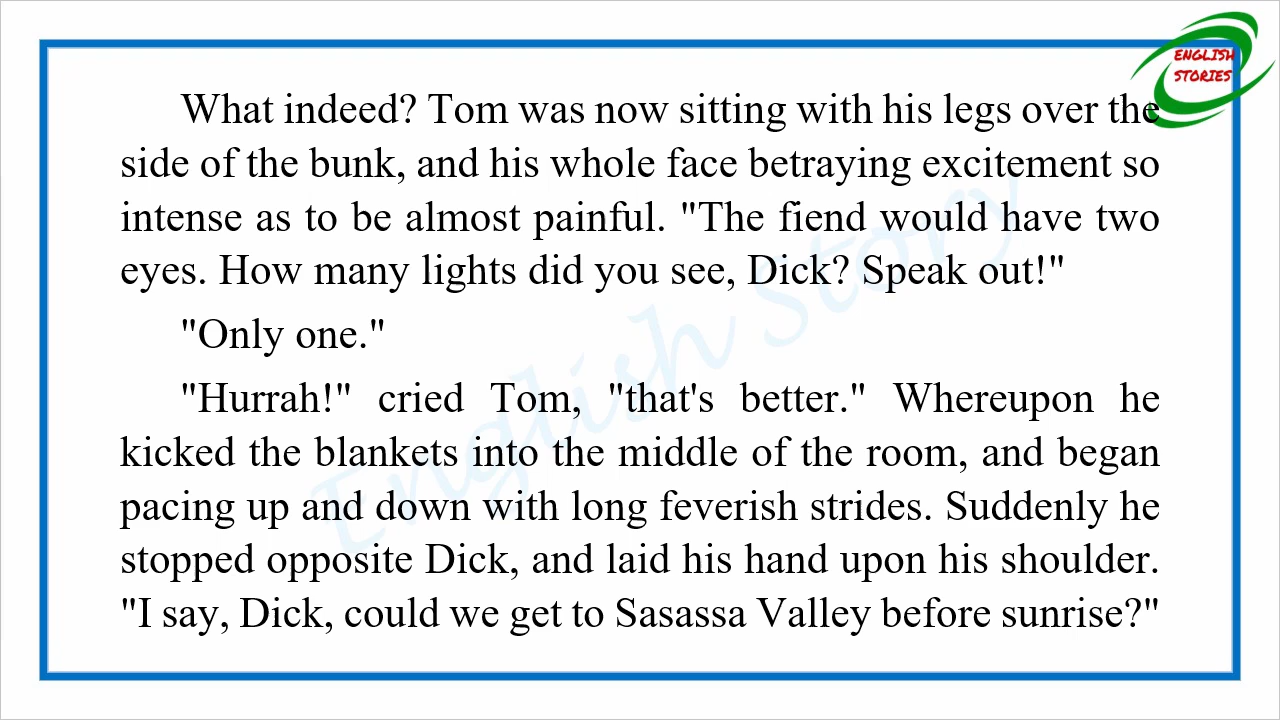 ENGLISH
STORIES
What indeed? Tom was now sitting with his legs over the
side of the bunk, and his whole face betraying excitement so
intense as to be almost painful. "The fiend would have two
eyes. How many lights did you see, Dick? Speak out!"
"Only one."
"Hurrah!" cried Tom, "that's better." Whereupon he
kicked the blankets into the middle of the room, and began
pacing up and down with long feverish strides. Suddenly he
stopped opposite Dick, and laid his hand upon his shoulder.
"I say, Dick, could we get to Sasassa Valley before sunrise?"
English Story